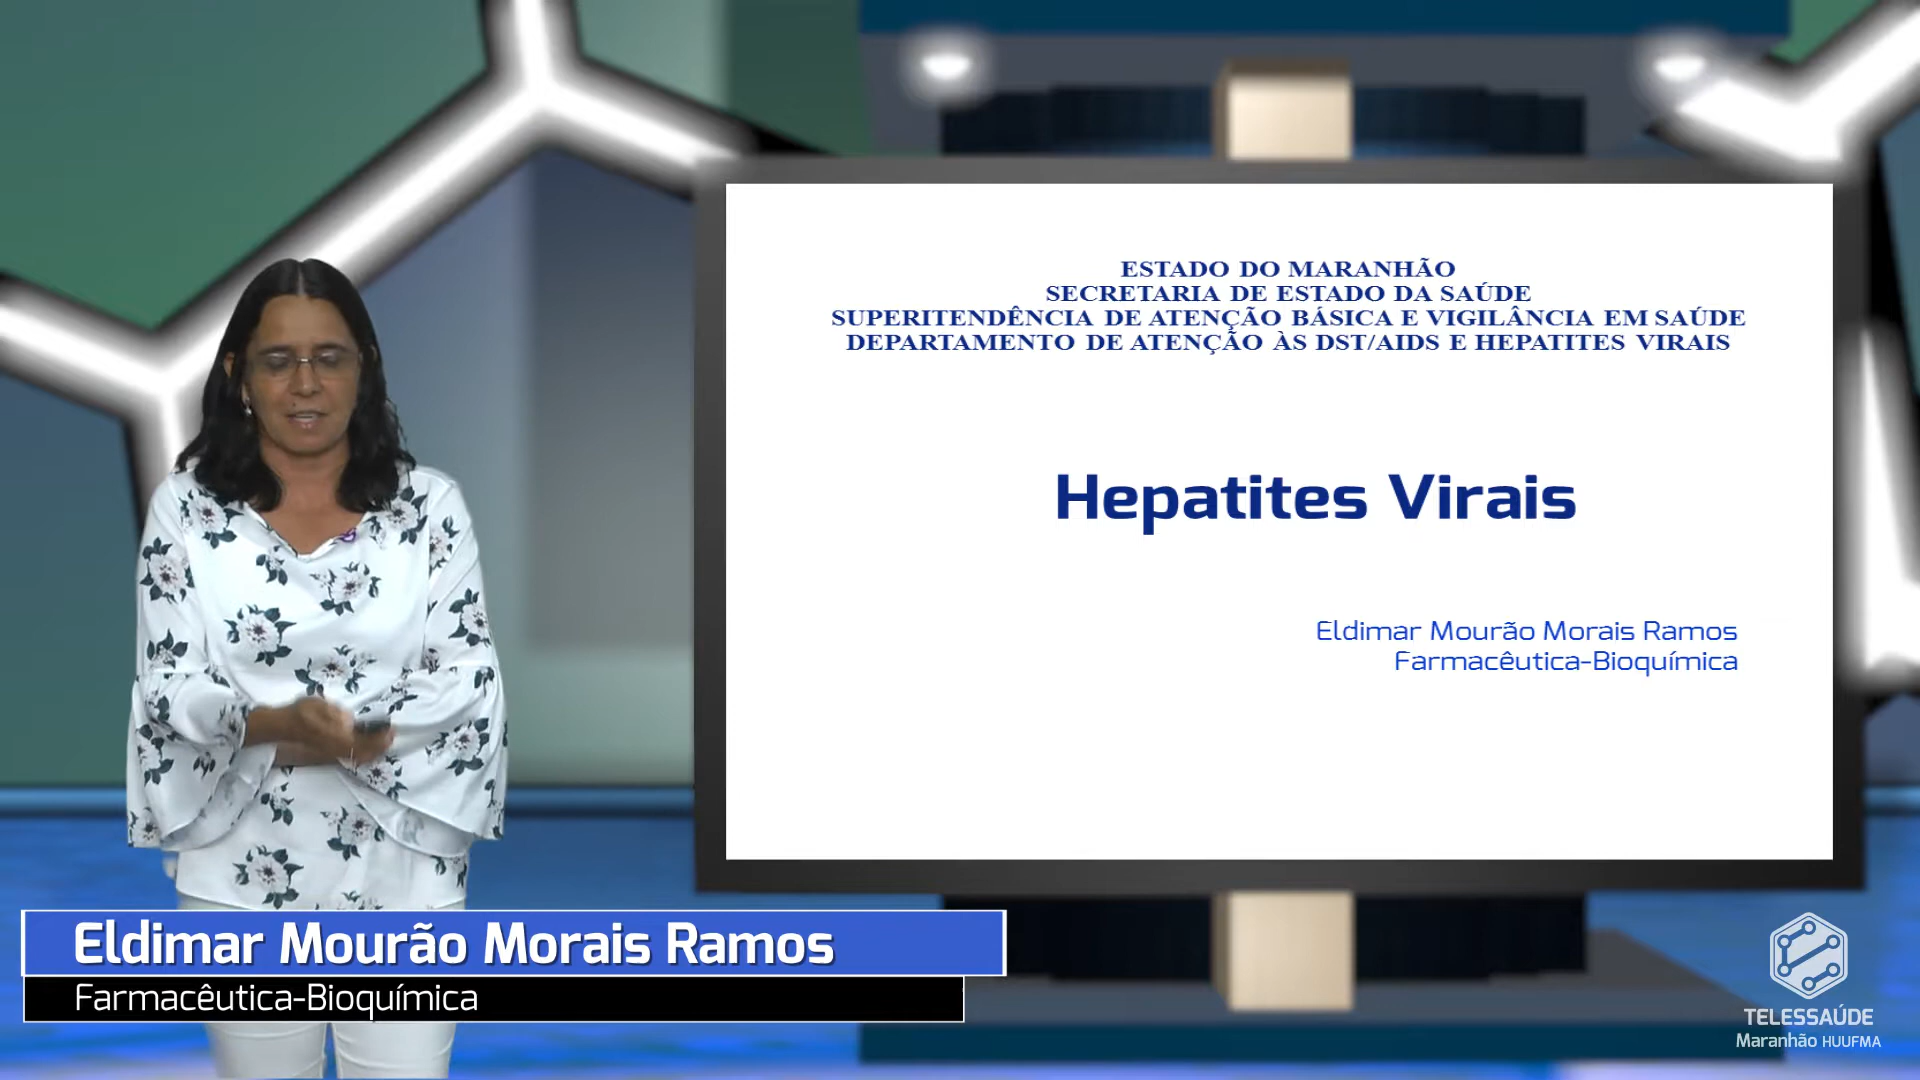 ESTADO DO MARANHÃO
SECRETARIA DE ESTADO DA SAÚDE
SUPERITENDÊNCIA DE ATENÇÃO BÁSICA E VIGILÂNCIA EM SAÚDE
DEPARTAMENTO DE ATENÇÃO ÀS DST/AIDS E HEPATITES VIRAIS
Hepatites Virais
Eldimar Mourão Morais Ramos
Farmacêutica-Bioquímica
Eldimar Mourão Morais Ramos
Farmacêutica-Bioquímica
TELESSAÚDE
Maranhão HUUFMA